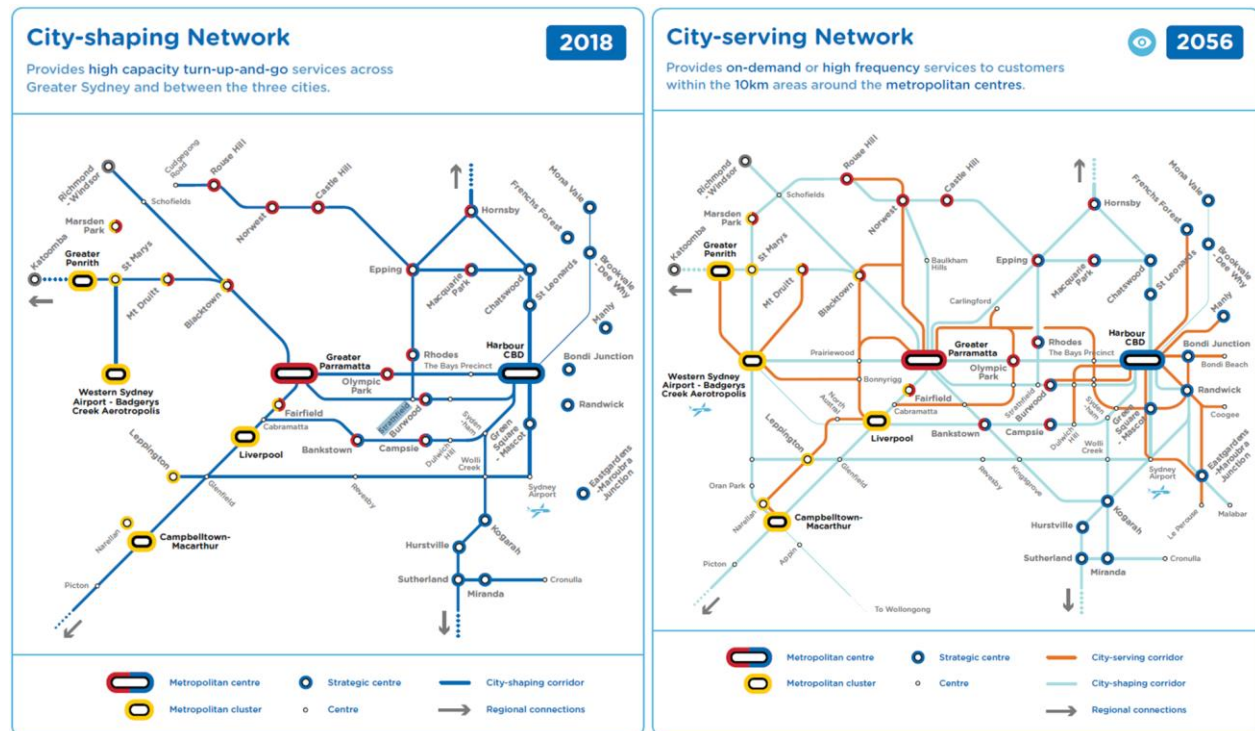 City-shaping Network
2018
Provides high capacity turn-up-and-go services across
Greater Sydney and between the three cities.
Richmond
- Windsor
Cudgegong
Road
Rouse Hill
Schofields
Norwest
Castle Hill
Hornsby
Frenchs Forest
Mona Vale
Marsden
Park
Katoomba
Greater
Penrith
St Marys
Mt Druitt
Blacktown
Epping
Macquarie
Park
Chatswood
St Leonards
Brookvale
- Dee Why
Manly
Western Sydney
Airport - Badgerys
Creek Aerotropolis
Greater
Parramatta
Rhodes
The Bays Precinct
Olympic
Park
Harbour
CBD
Bondi Junction
Randwick
Fairfield
Cabramatta
Strathfield
Burwood
Liverpool
Bankstown
Campsie
Dulwich
Hill
Syden
-ham
Green
Square
- Mascot
Wolli
Creek
Leppington
Glenfield
Revesby
Sydney
Airport
Eastgardens
-Maroubra
Junction
Narellan
Campbelltown-
Macarthur
Kogarah
Hurstville
Picton
Sutherland
Miranda
Cronulla
Metropolitan centre
Strategic centre
City-shaping corridor
Metropolitan cluster
Centre
Regional connections
City-serving Network
2056
Provides on-demand or high frequency services to customers
within the 10km areas around the metropolitan centres.
Richmond
- Windsor
Rouse Hill
Schofields
Norwest
Castle Hill
Hornsby
Frenchs Forest
Mona Vale
Marsden
Park
Katoomba
Greater
Penrith
St Marys
Mt Druitt
Blacktown
Baulkham
Hills
Epping
Macquarie
Park
Chatswood
St Leonards
Brookvale
- Dee Why
Carlingford
Manly
Western Sydney
Airport - Badgerys
Creek Aerotropolis
Prairiewood
Greater
Parramatta
Olympic
Park
Rhodes
The Bays Precinct
Harbour
CBD
Bondi Junction
Bondi Beach
Bonnyrigg
Fairfield
Cabramatta
Strathfield
Burwood
Randwick
Coogee
North
Austral
Liverpool
Bankstown
Campsie
Dulwich
Hill
Syden
-ham
Green
Square -
Mascot
Wolli
Creek
Leppington
Glenfield
Revesby
Kingsgrove
Sydney
Airport
Eastgardens
-Maroubra
Junction
Oran Park
Narellan
Campbelltown-
Macarthur
Kogarah
Le Perouse
Malabar
Hurstville
Picton
Appin
Sutherland
Miranda
Cronulla
To Wollongong
Metropolitan centre
Strategic centre
City-serving corridor
Metropolitan cluster
Centre
City-shaping corridor
Regional connections